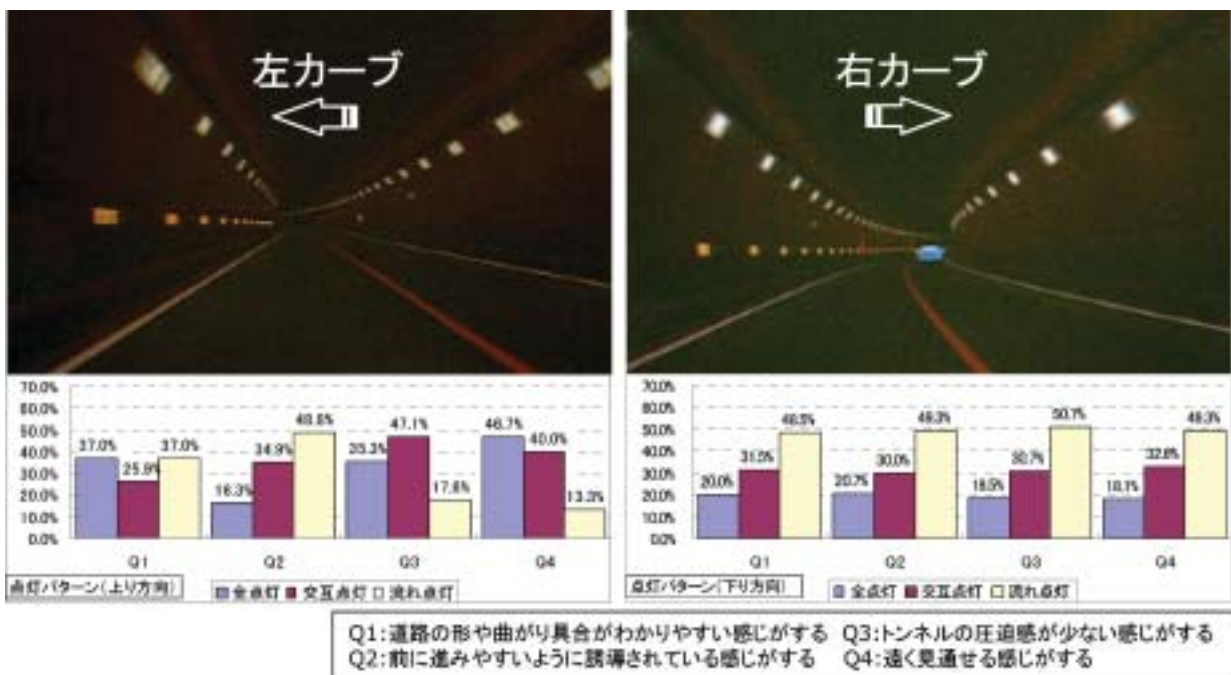 左カーブ
右カーブ
70.0%
60.0%
50.0%
40.0%
30.0%
20.0%
10.0%
0.0%
37.0% 25.9% 37.0%
16.3% 34.9% 48.8%
35.3% 47.1% 17.6%
46.7% 40.0% 13.3%
Q1 Q2 Q3 Q4
点灯パターン(上り方向)
全点灯 交互点灯 流れ点灯
70.0%
60.0%
50.0%
40.0%
30.0%
20.0%
10.0%
0.0%
20.0% 31.5% 48.5%
20.7% 30.0% 49.3%
18.5% 30.7% 50.7%
18.1% 32.6% 49.3%
Q1 Q2 Q3 Q4
点灯パターン(下り方向)
全点灯 交互点灯 流れ点灯
Q1:道路の形や曲がり具合がわかりやすい感じがする Q3:トンネルの圧迫感が少ない感じがする
Q2:前に進みやすいように誘導されている感じがする Q4:遠く見通せる感じがする